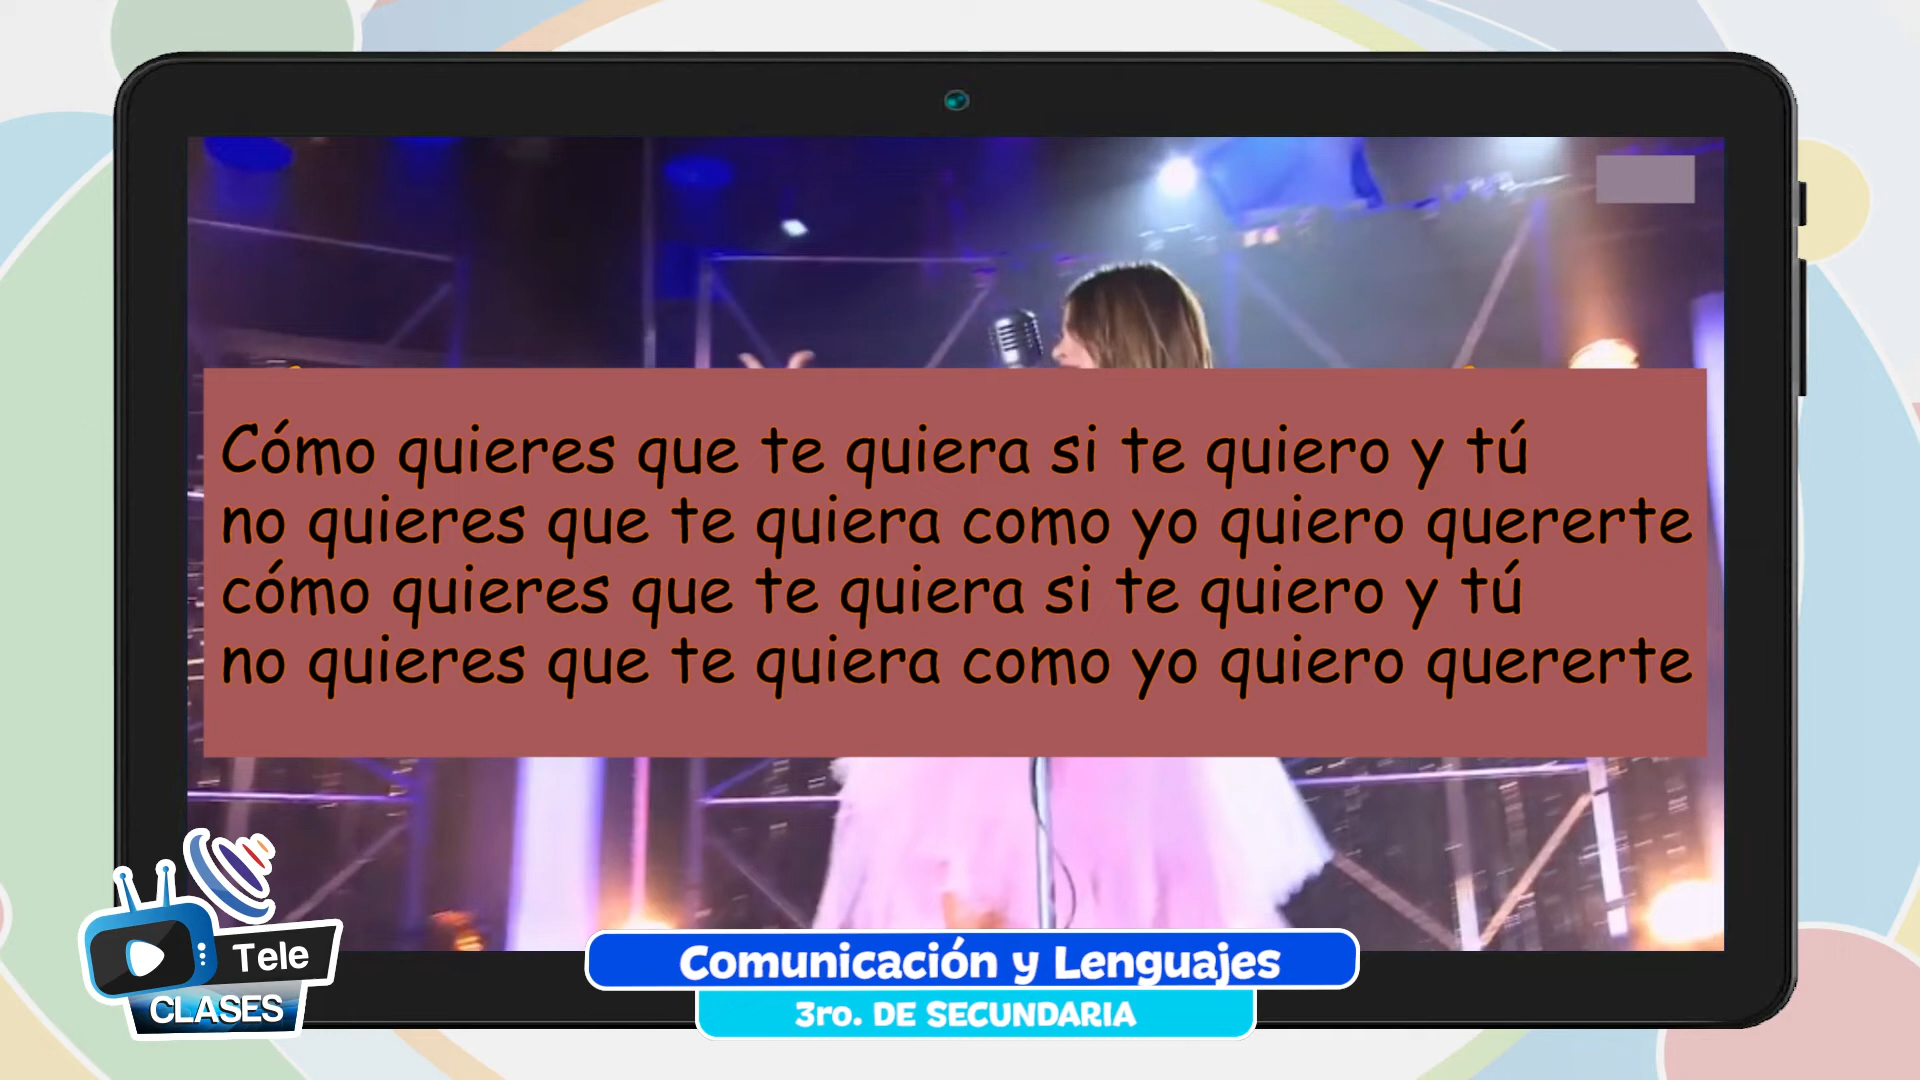 Cómo quieres que te quiera si te quiero y tú
no quieres que te quiera como yo quiero quererte
cómo quieres que te quiera si te quiero y tú
no quieres que te quiera como yo quiero quererte
Tele
CLASES
Comunicación y Lenguajes
3ro. DE SECUNDARIA